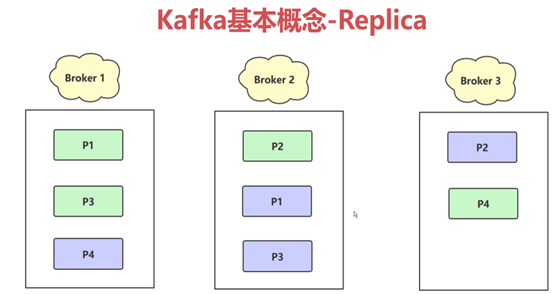 Kafka基本概念-Replica
Broker 1
Broker 2
Broker 3
P1
P3
P4
P2
P1
P3
P2
P4